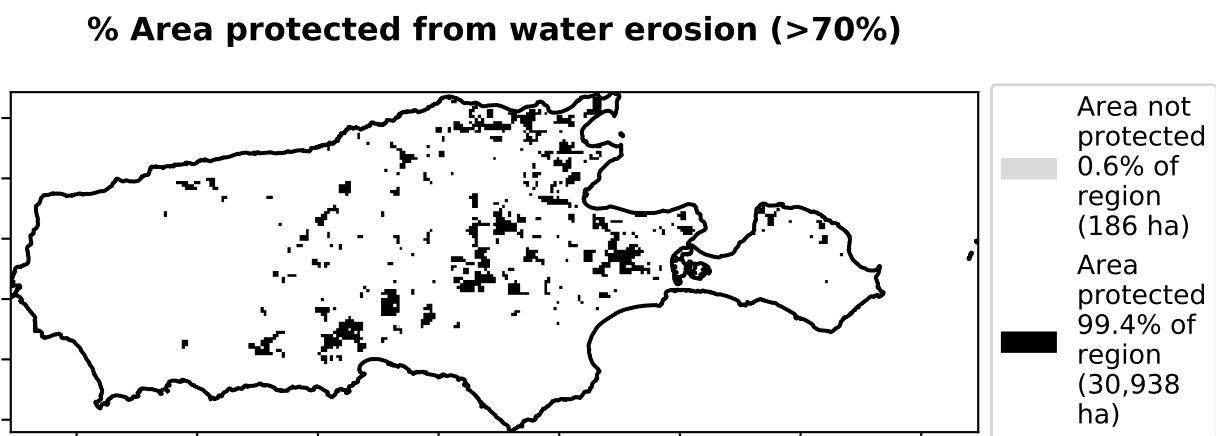 % Area protected from water erosion (>70%)
Area not
protected
0.6% of
region
(186 ha)
Area
protected
99.4% of
region
(30,938
ha)